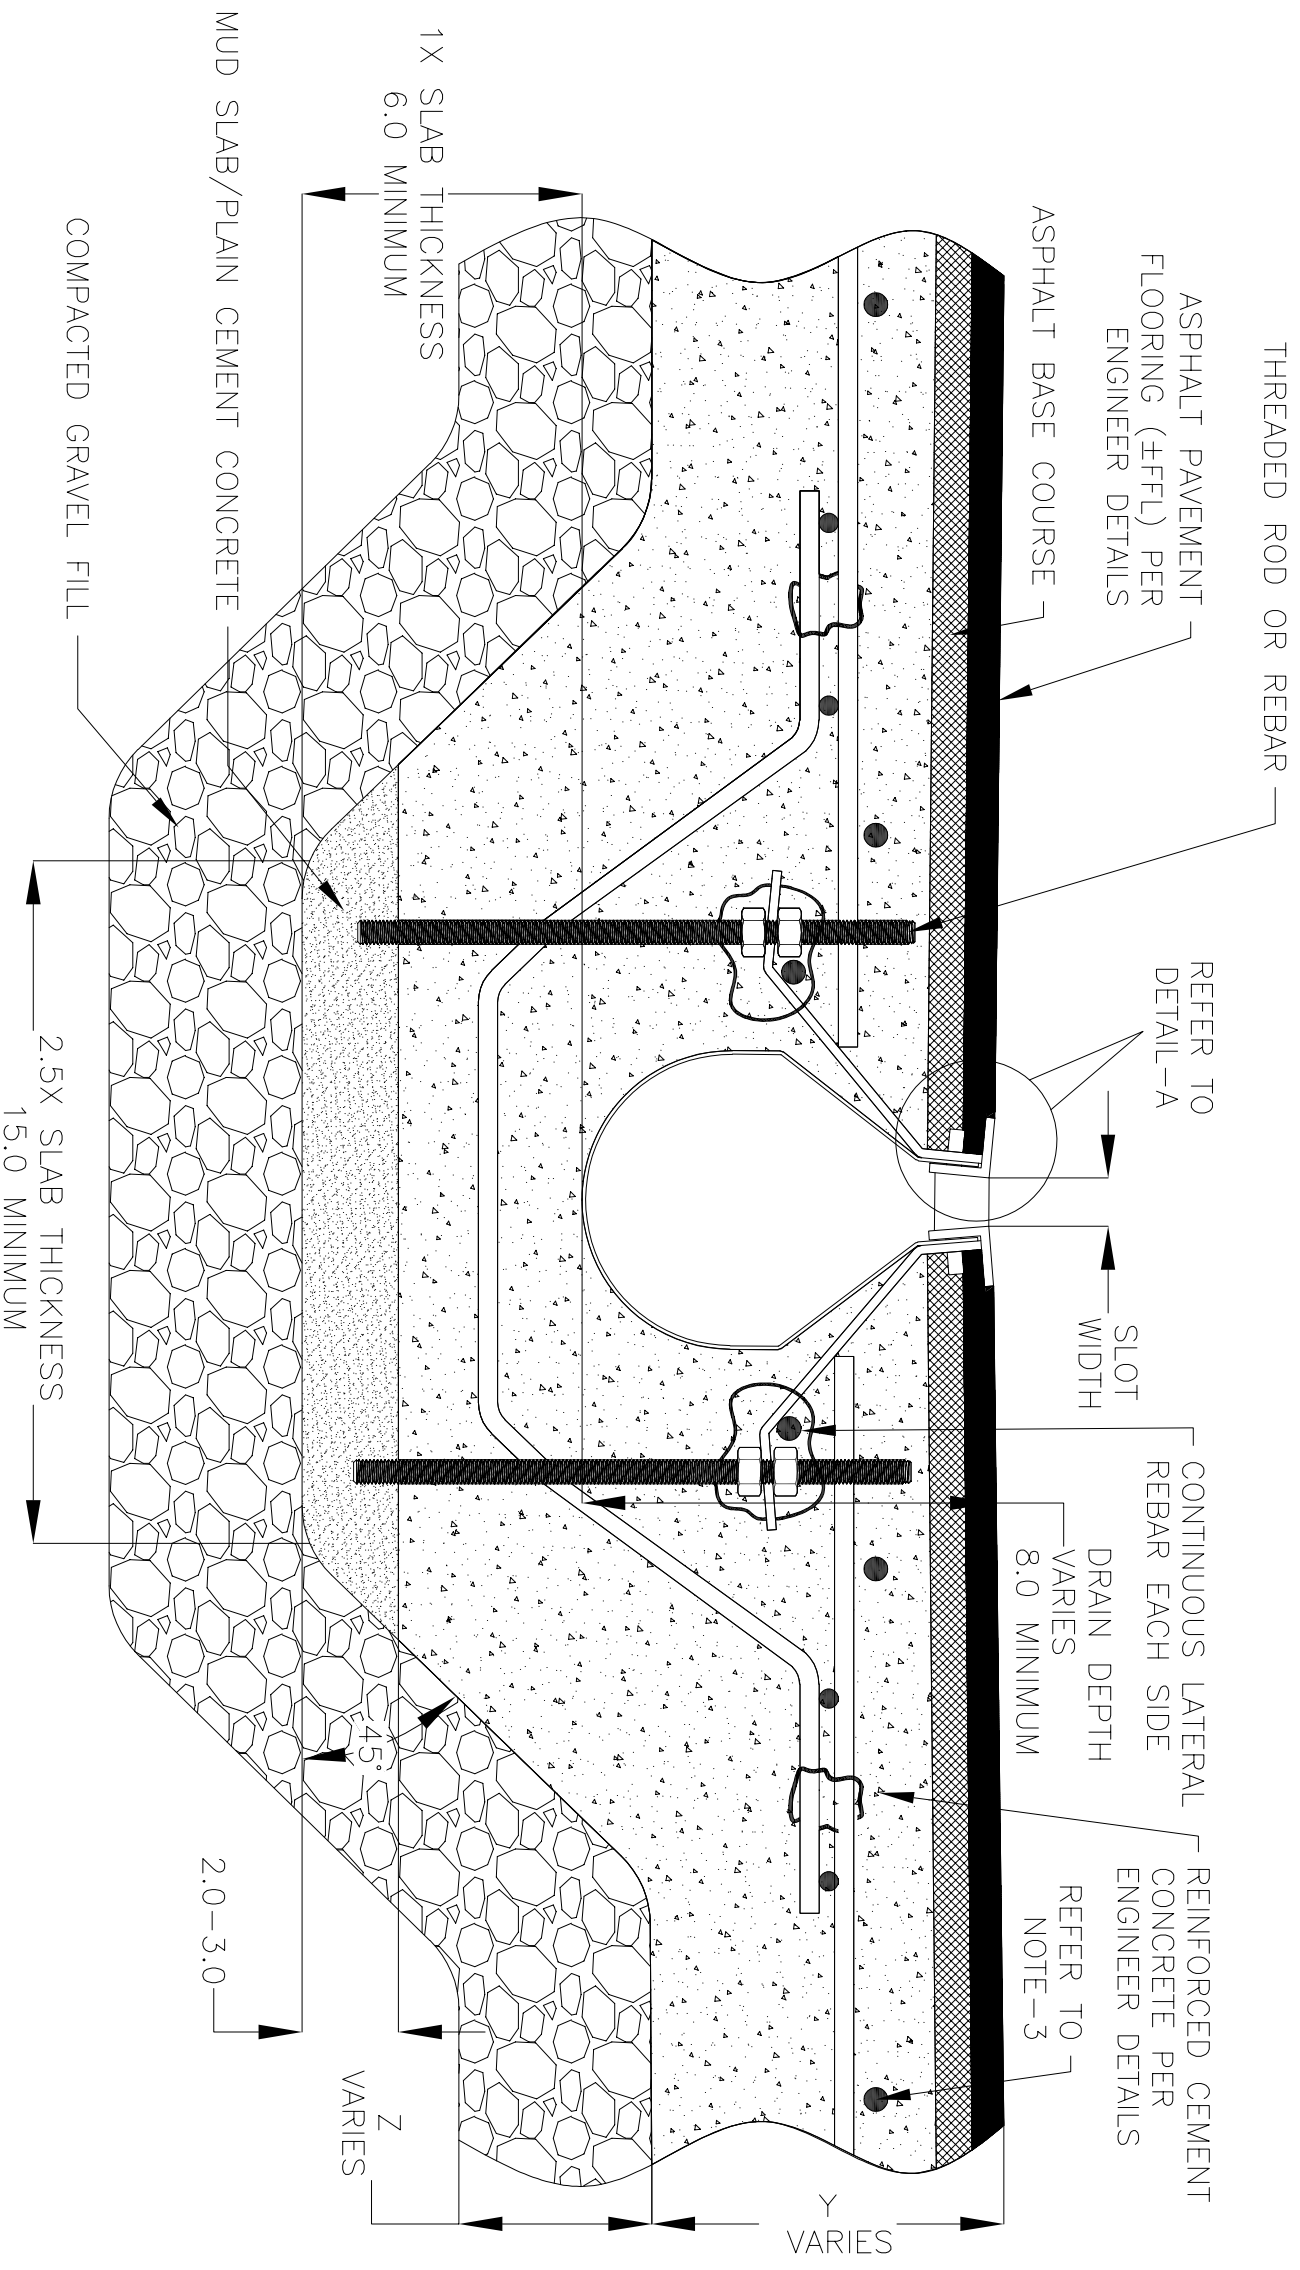 THREADED ROD OR REBAR
ASPHALT PAVEMENT
FLOORING (±FFL) PER
ENGINEER DETAILS
ASPHALT BASE COURSE
REFER TO
DETAIL-A
SLOT
WIDTH
CONTINUOUS LATERAL
REBAR EACH SIDE
DRAIN DEPTH
VARIES
8.0 MINIMUM
REINFORCED CEMENT
CONCRETE PER
ENGINEER DETAILS
REFER TO
NOTE-3
1X SLAB THICKNESS
6.0 MINIMUM
MUD SLAB/PLAIN CEMENT CONCRETE
COMPACTED GRAVEL FILL
2.5X SLAB THICKNESS
15.0 MINIMUM
45°
2.0-3.0
Z
VARIES
Y
VARIES